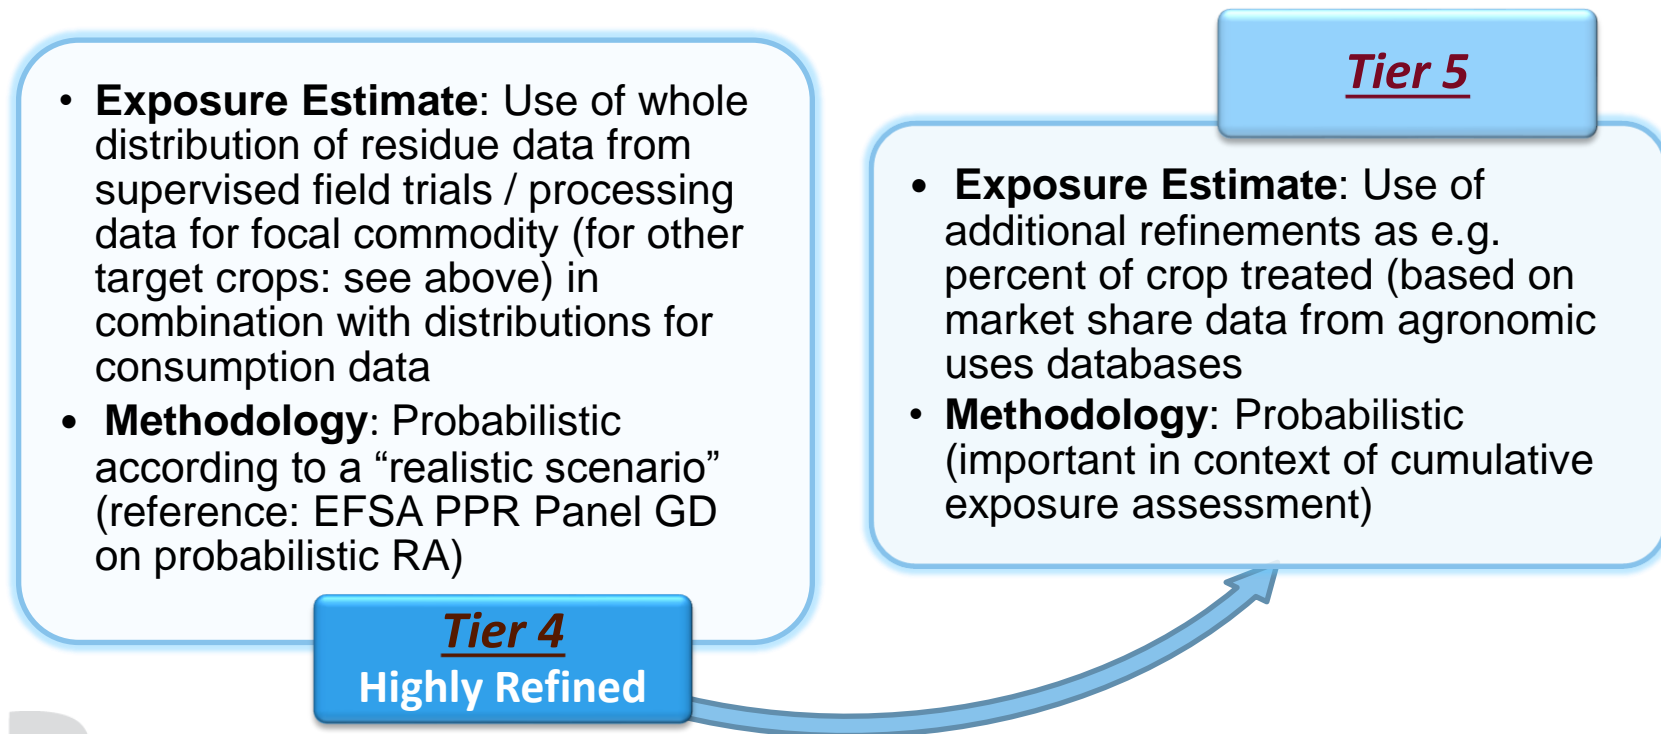 • Exposure Estimate: Use of whole
distribution of residue data from
supervised field trials / processing
data for focal commodity (for other
target crops: see above) in
combination with distributions for
consumption data
• Methodology: Probabilistic
according to a “realistic scenario”
(reference: EFSA PPR Panel GD
on probabilistic RA)
Tier 4
Highly Refined
Tier 5
• Exposure Estimate: Use of
additional refinements as e.g.
percent of crop treated (based on
market share data from agronomic
uses databases
• Methodology: Probabilistic
(important in context of cumulative
exposure assessment)